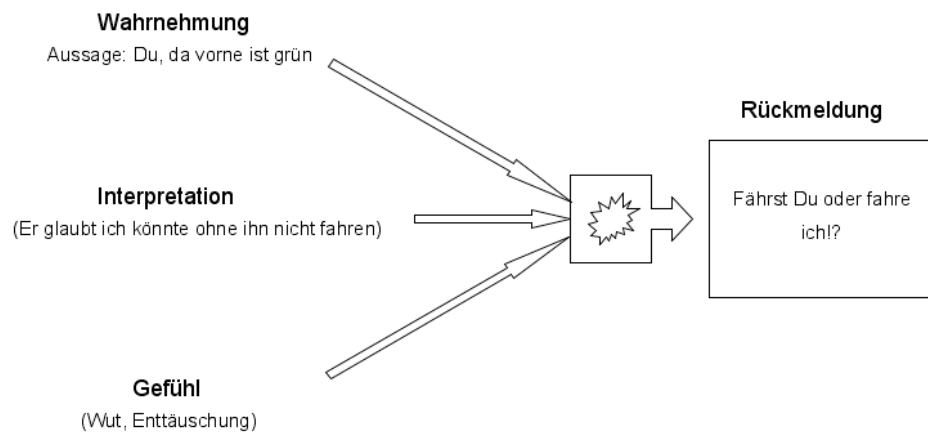 Wahrnehmung
Aussage: Du, da vorne ist grün
Rückmeldung
Interpretation
(Er glaubt ich könnte ohne ihn nicht fahren)
Fährst Du oder fahre
ich!?
Gefühl
(Wut, Enttäuschung)